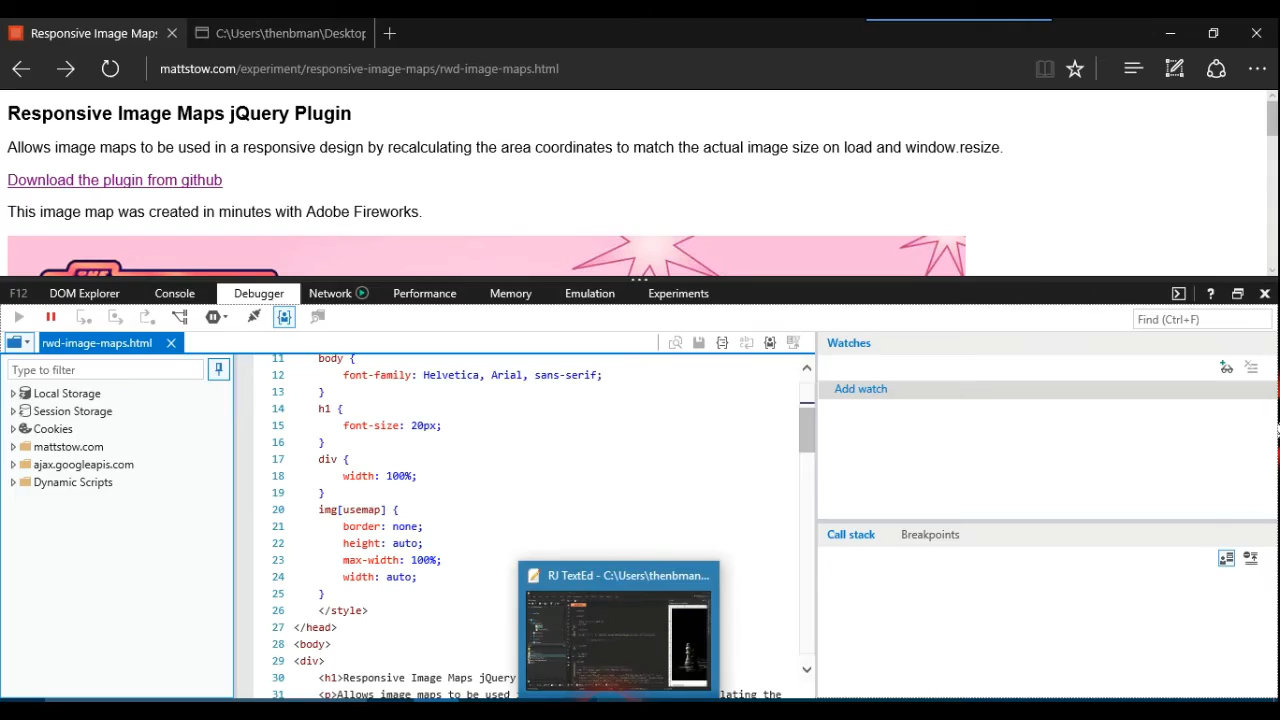 Responsive Image Maps
C:\Users\thenbman\Desktop
mattstow.com/experiment/responsive-image-maps/rwd-image-maps.html
Responsive Image Maps jQuery Plugin
Allows image maps to be used in a responsive design by recalculating the area coordinates to match the actual image size on load and window.resize.
Download the plugin from github
This image map was created in minutes with Adobe Fireworks.
F12 DOM Explorer Console Debugger Network Performance Memory Emulation Experiments
Find (Ctrl+F)
rwd-image-maps.html
Type to filter
Local Storage
Session Storage
Cookies
mattstow.com
ajax.googleapis.com
Dynamic Scripts
11 body {
12 font-family: Helvetica, Arial, sans-serif;
13 }
14 h1 {
15 font-size: 20px;
16 }
17 div {
18 width: 100%;
19 }
20 img[usemap] {
21 border: none;
22 height: auto;
23 max-width: 100%;
24 width: auto;
25 }
26 </style>
27 </head>
28 <body>
29 <div>
30 <h1>Responsive Image Maps jQuery
31 <p>Allows image maps to be used
lating the
RJ TextEd - C:\Users\thenbman...
Watches
Add watch
Call stack Breakpoints